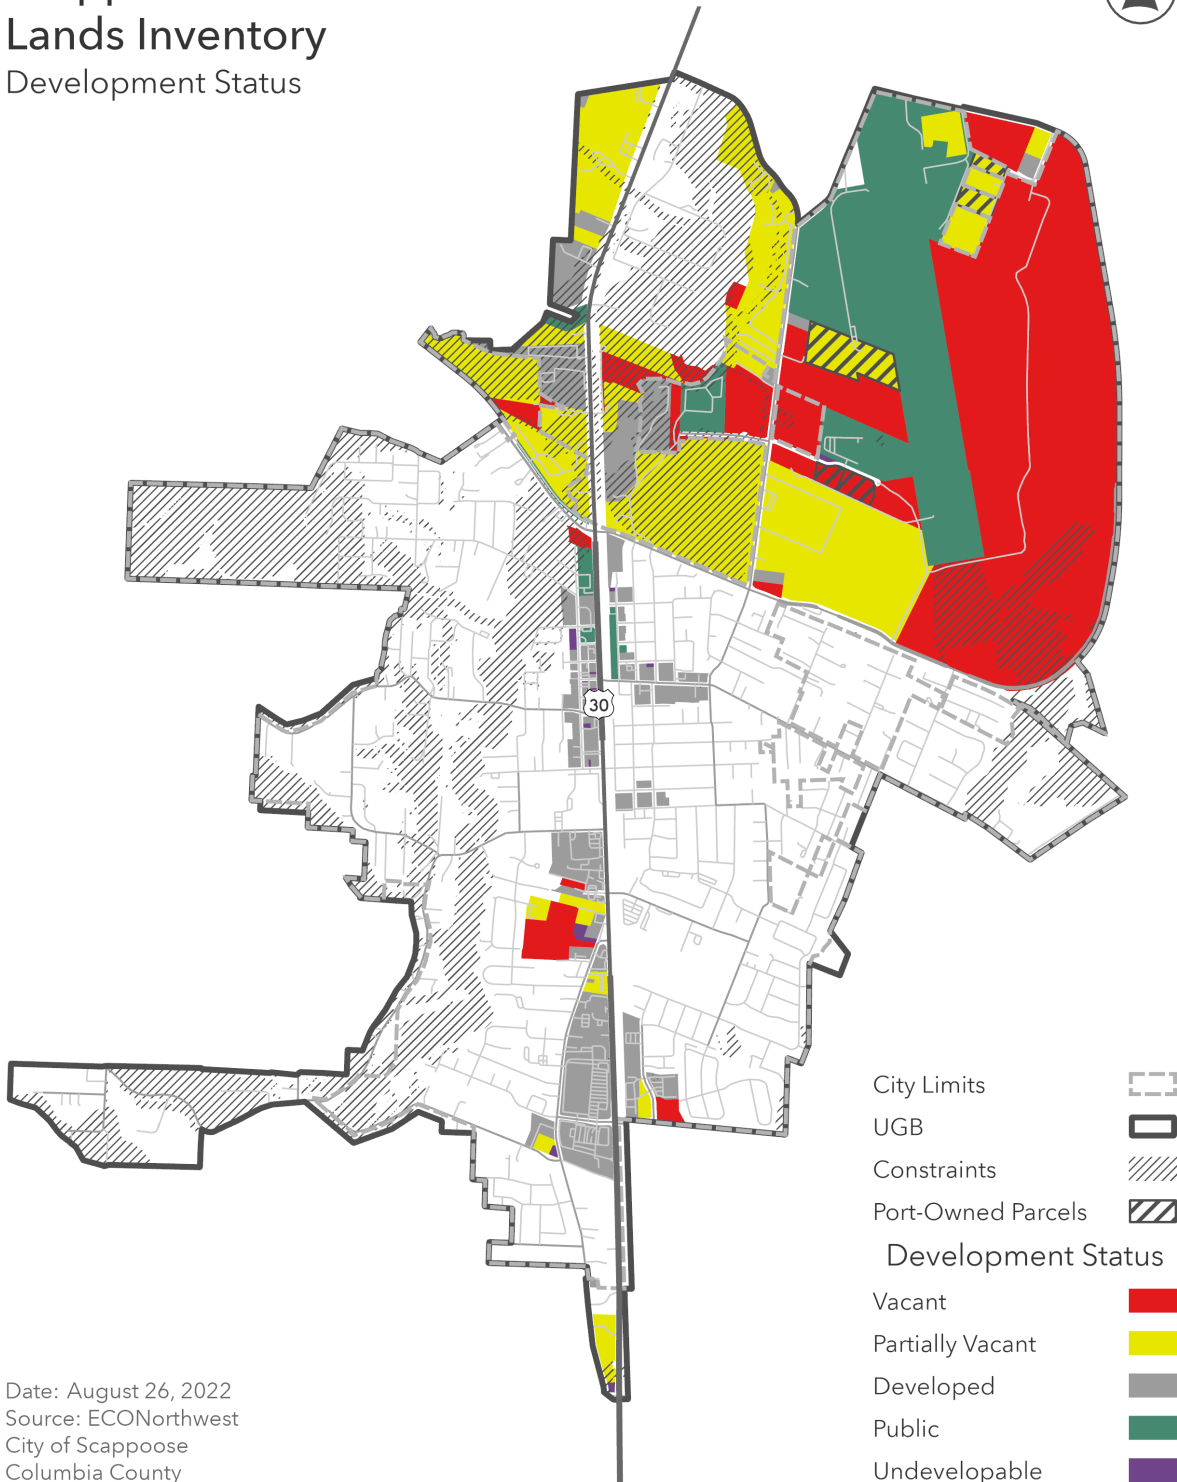 Lands Inventory
Development Status
30
City Limits
UGB
Constraints
Port-Owned Parcels
Development Status
Vacant
Partially Vacant
Developed
Public
Undevelopable
Date: August 26, 2022
Source: ECONorthwest
City of Scappoose
Columbia County